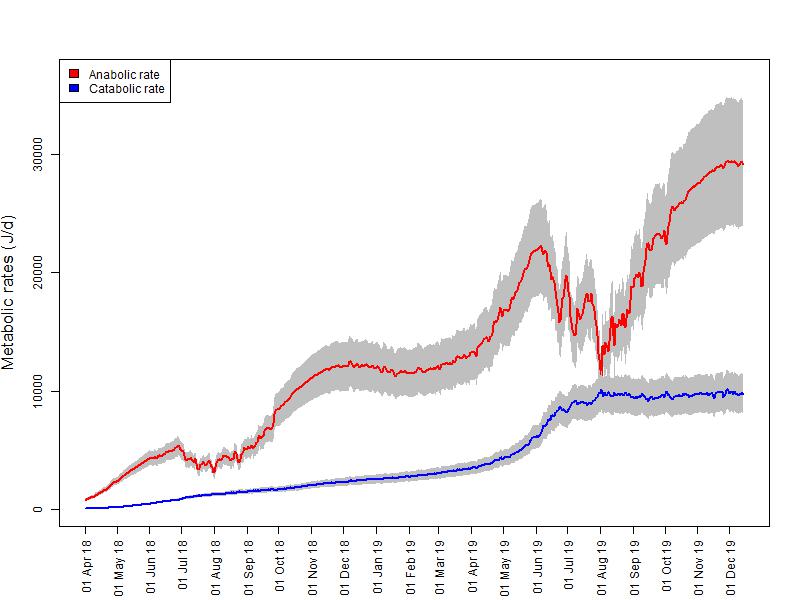 Anabolic rate
Catabolic rate
Metabolic rates (J/d)
30000
20000
10000
0
01 Apr 18
01 May 18
01 Jun 18
01 Jul 18
01 Aug 18
01 Sep 18
01 Oct 18
01 Nov 18
01 Dec 18
01 Jan 19
01 Feb 19
01 Mar 19
01 Apr 19
01 May 19
01 Jun 19
01 Jul 19
01 Aug 19
01 Sep 19
01 Oct 19
01 Nov 19
01 Dec 19